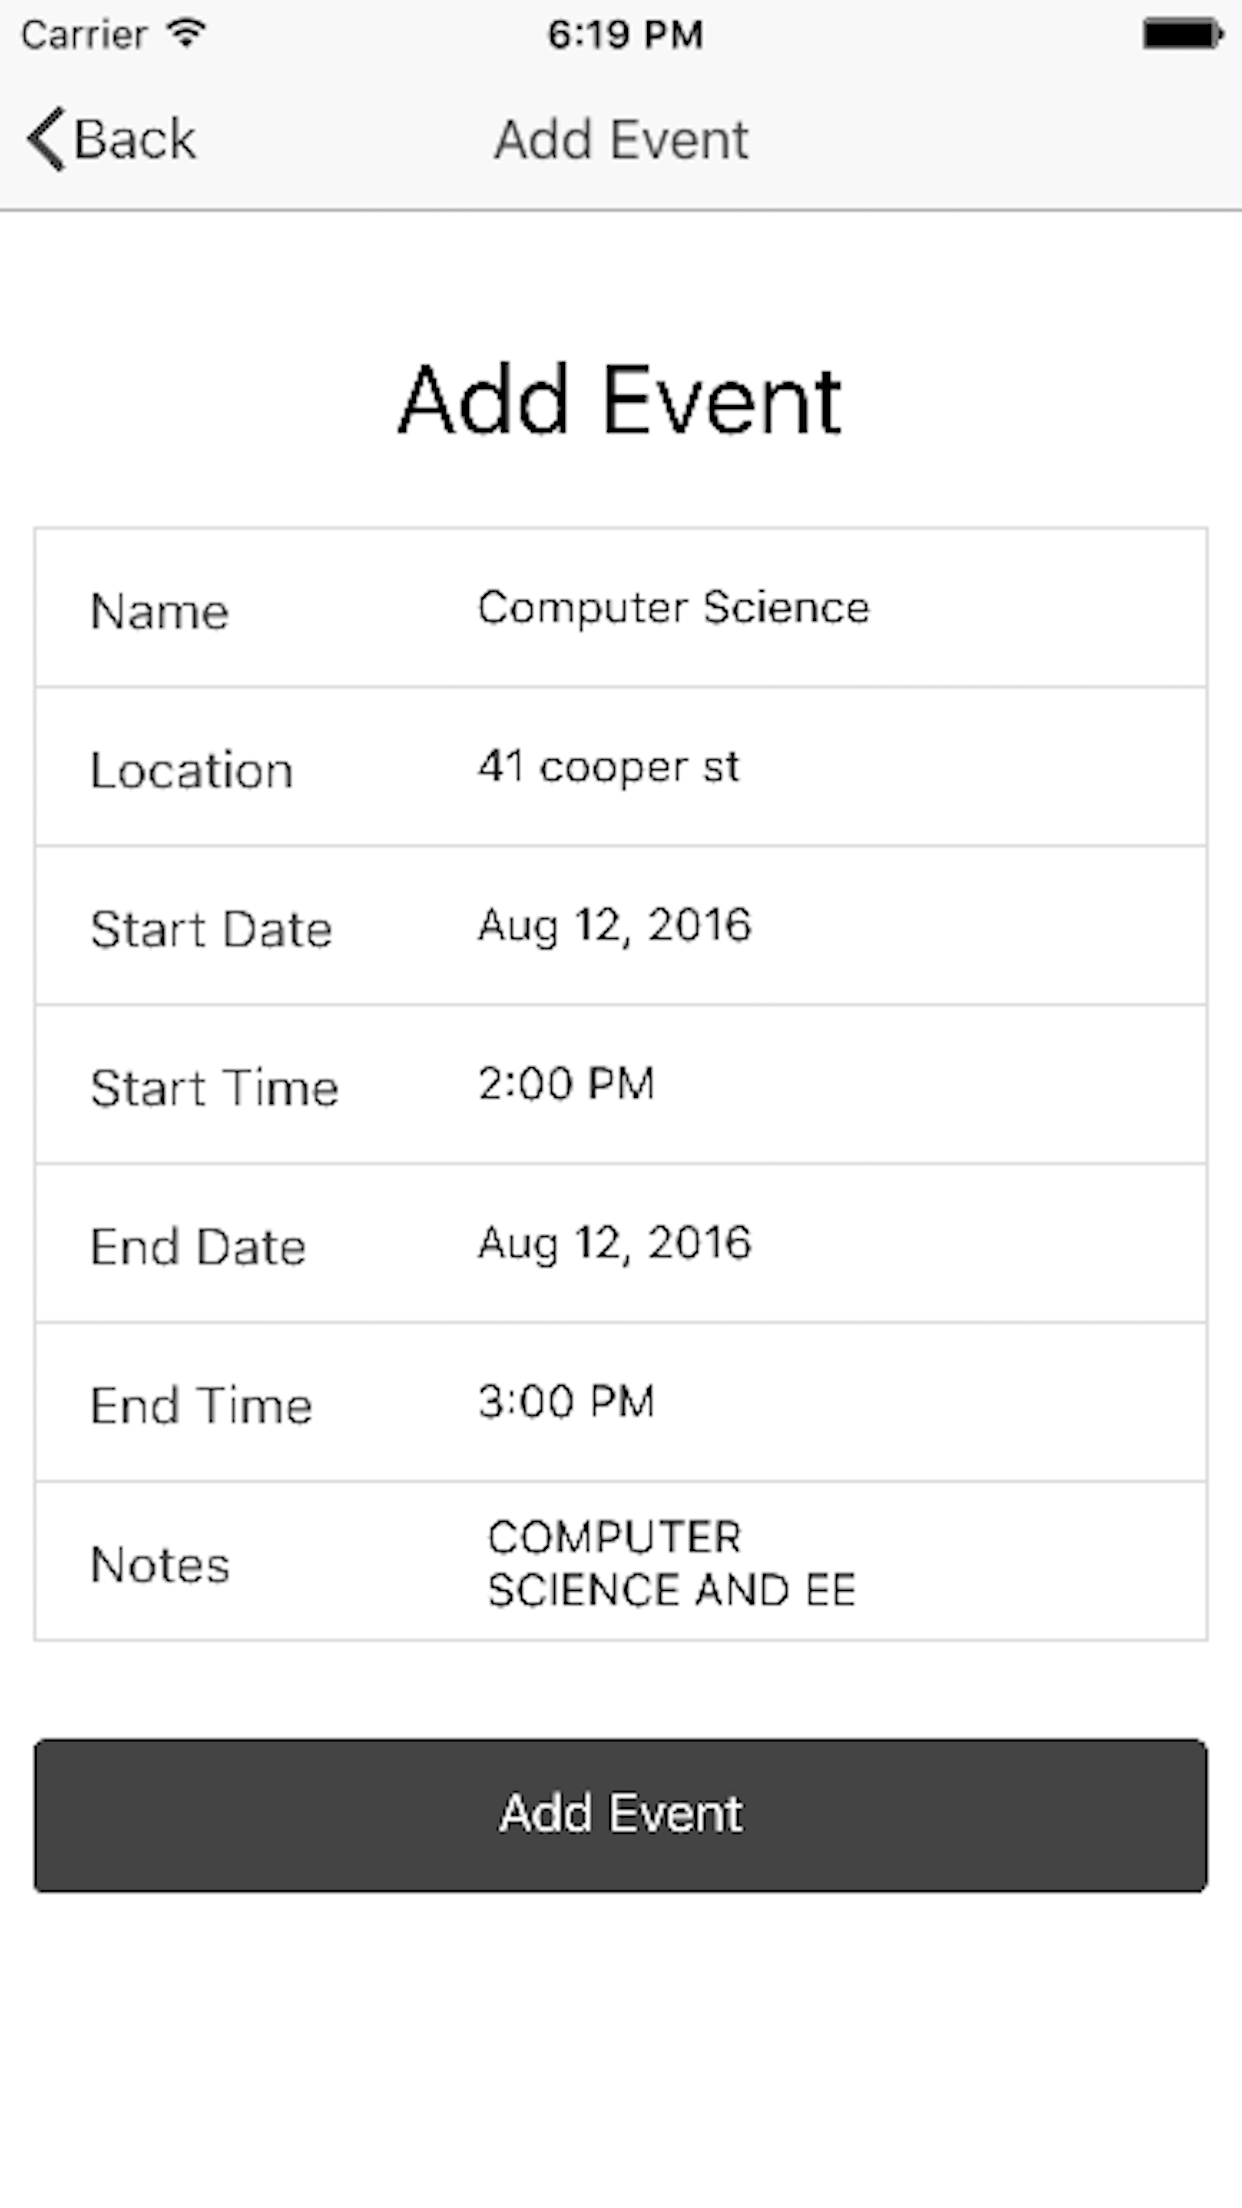 Carrier 6:19 PM
Back Add Event
Add Event
Name Computer Science
Location 41 cooper st
Start Date Aug 12, 2016
Start Time 2:00 PM
End Date Aug 12, 2016
End Time 3:00 PM
Notes COMPUTER
SCIENCE AND EE
Add Event